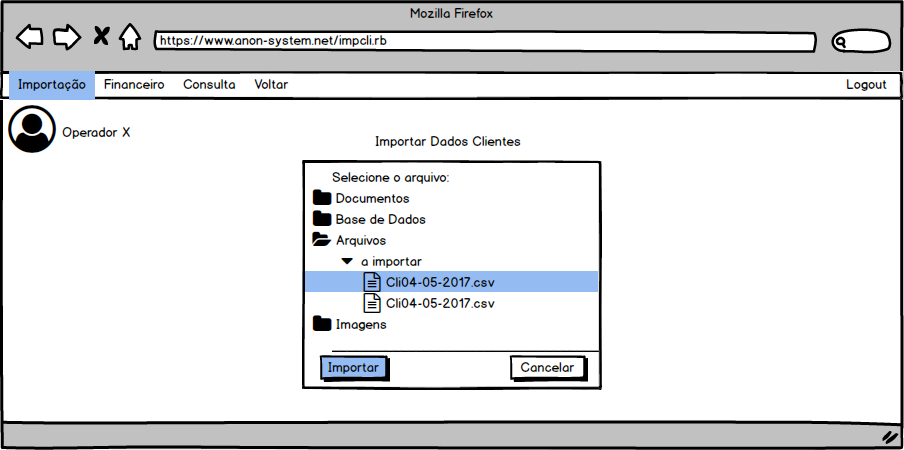 Mozilla Firefox
https://www.anon-system.net/impcli.rb
Importação Financeiro Consulta Voltar Logout
Operador X
Importar Dados Clientes
Selecione o arquivo:
Documentos
Base de Dados
Arquivos
a importar
Cli04-05-2017.csv
Cli04-05-2017.csv
Imagens
Importar Cancelar